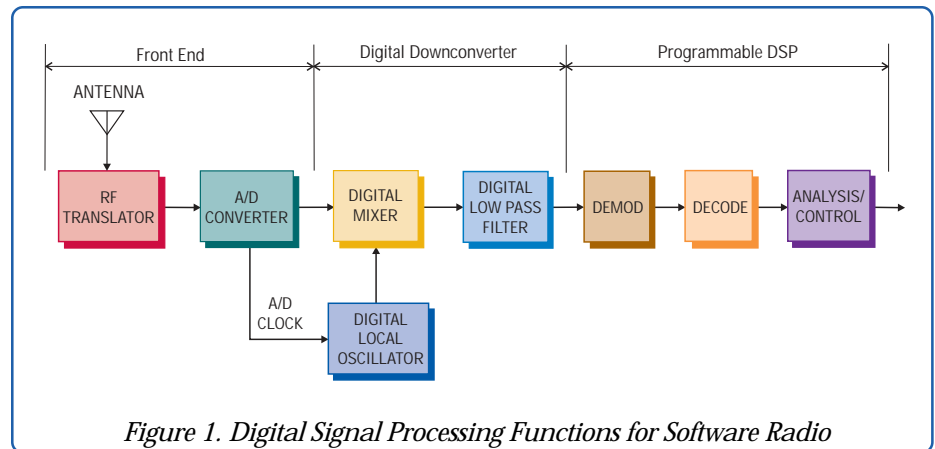 Front End
Digital Downconverter
Programmable DSP
ANTENNA
RF
TRANSLATOR
A/D
CONVERTER
DIGITAL
MIXER
DIGITAL
LOW PASS
FILTER
DEMOD
DECODE
ANALYSIS/
CONTROL
A/D
CLOCK
DIGITAL
LOCAL
OSCILLATOR
Figure 1. Digital Signal Processing Functions for Software Radio